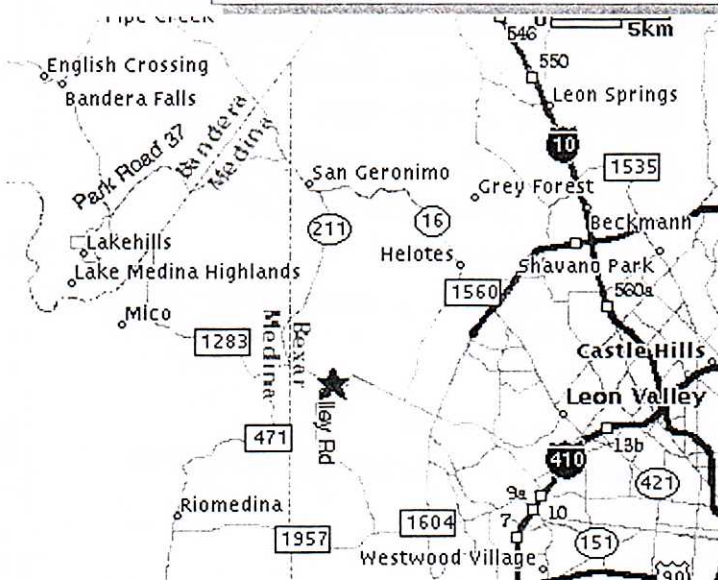 Pipe Creek
546
5km
550
English Crossing
Bandera Falls
Leon Springs
10
Park Road 37
Bandera
Medina
1535
San Geronimo
Grey Forest
211
16
Beckmann
Lakehills
Helotes
Shavano Park
Lake Medina Highlands
1560
560a
Mico
1283
Medina
Bexar
Castle Hills
alley Rd
Leon Valley
471
13b
410
421
9a
Riomedina
7
10
1604
1957
151
Westwood Village
90